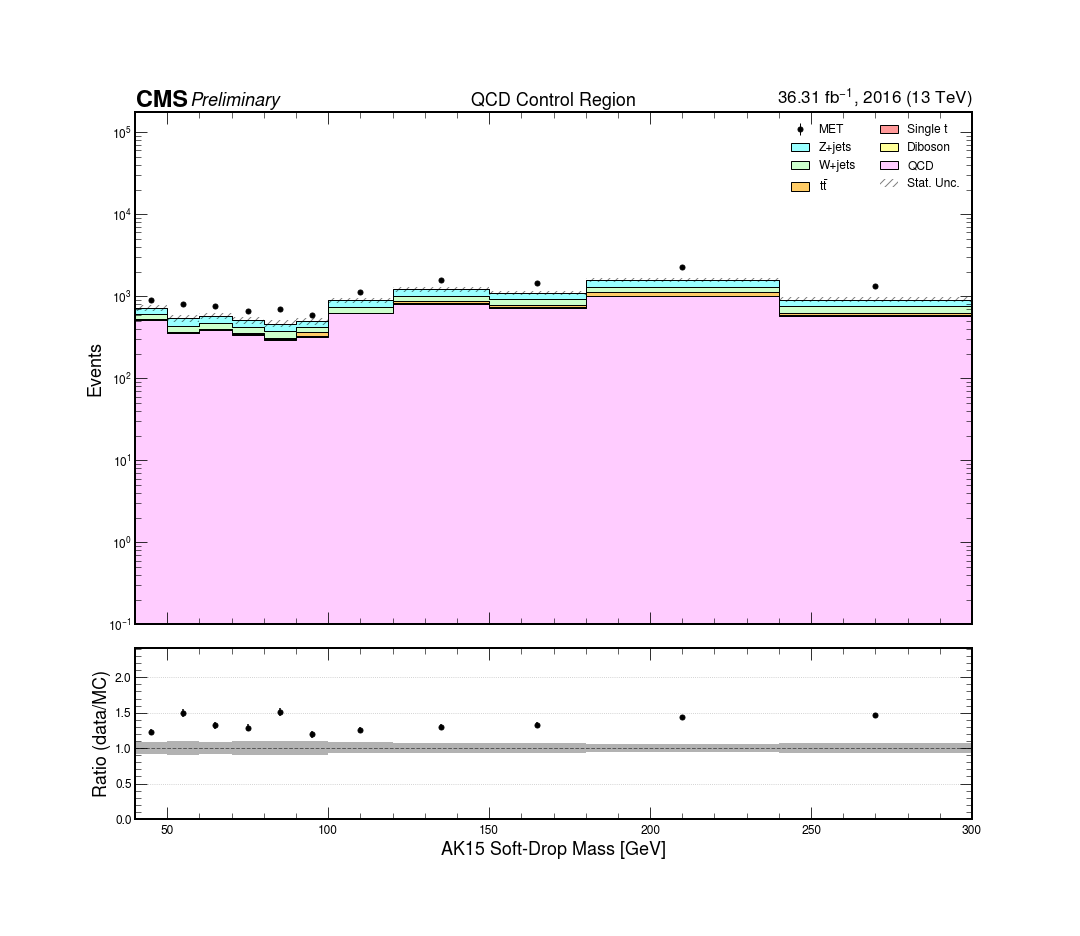 CMS Preliminary QCD Control Region 36.31 fb⁻¹, 2016 (13 TeV)
MET
Z+jets
W+jets
tt̄
Single t
Diboson
QCD
Stat. Unc.
10⁵
10⁴
10³
10²
10¹
10⁰
10⁻¹
Events
2.0
1.5
1.0
0.5
0.0
Ratio (data/MC)
50 100 150 200 250 300
AK15 Soft-Drop Mass [GeV]